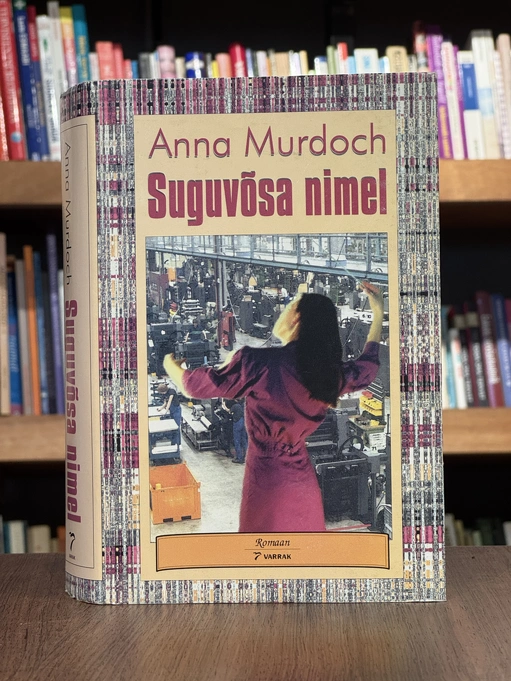 Anna Murdoch
Suguvõsa nimel
Romaan
VARRAK
Anna Murdoch
Suguvõsa nimel